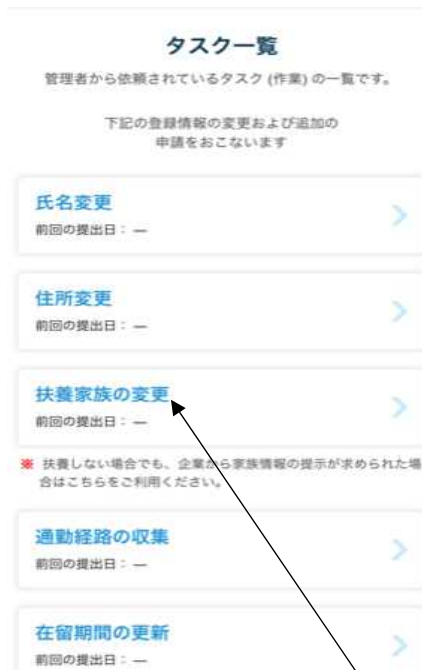 タスク一覧
管理者から依頼されているタスク (作業) の一覧です。
下記の登録情報の変更および追加の
申請をおこないます
氏名変更
前回の提出日： ―
住所変更
前回の提出日： ―
扶養家族の変更
前回の提出日： ―
※ 扶養しない場合でも、企業から家族情報の提示が求められた場
合はこちらをご利用ください。
通勤経路の収集
前回の提出日： ―
在留期間の更新
前回の提出日： ―